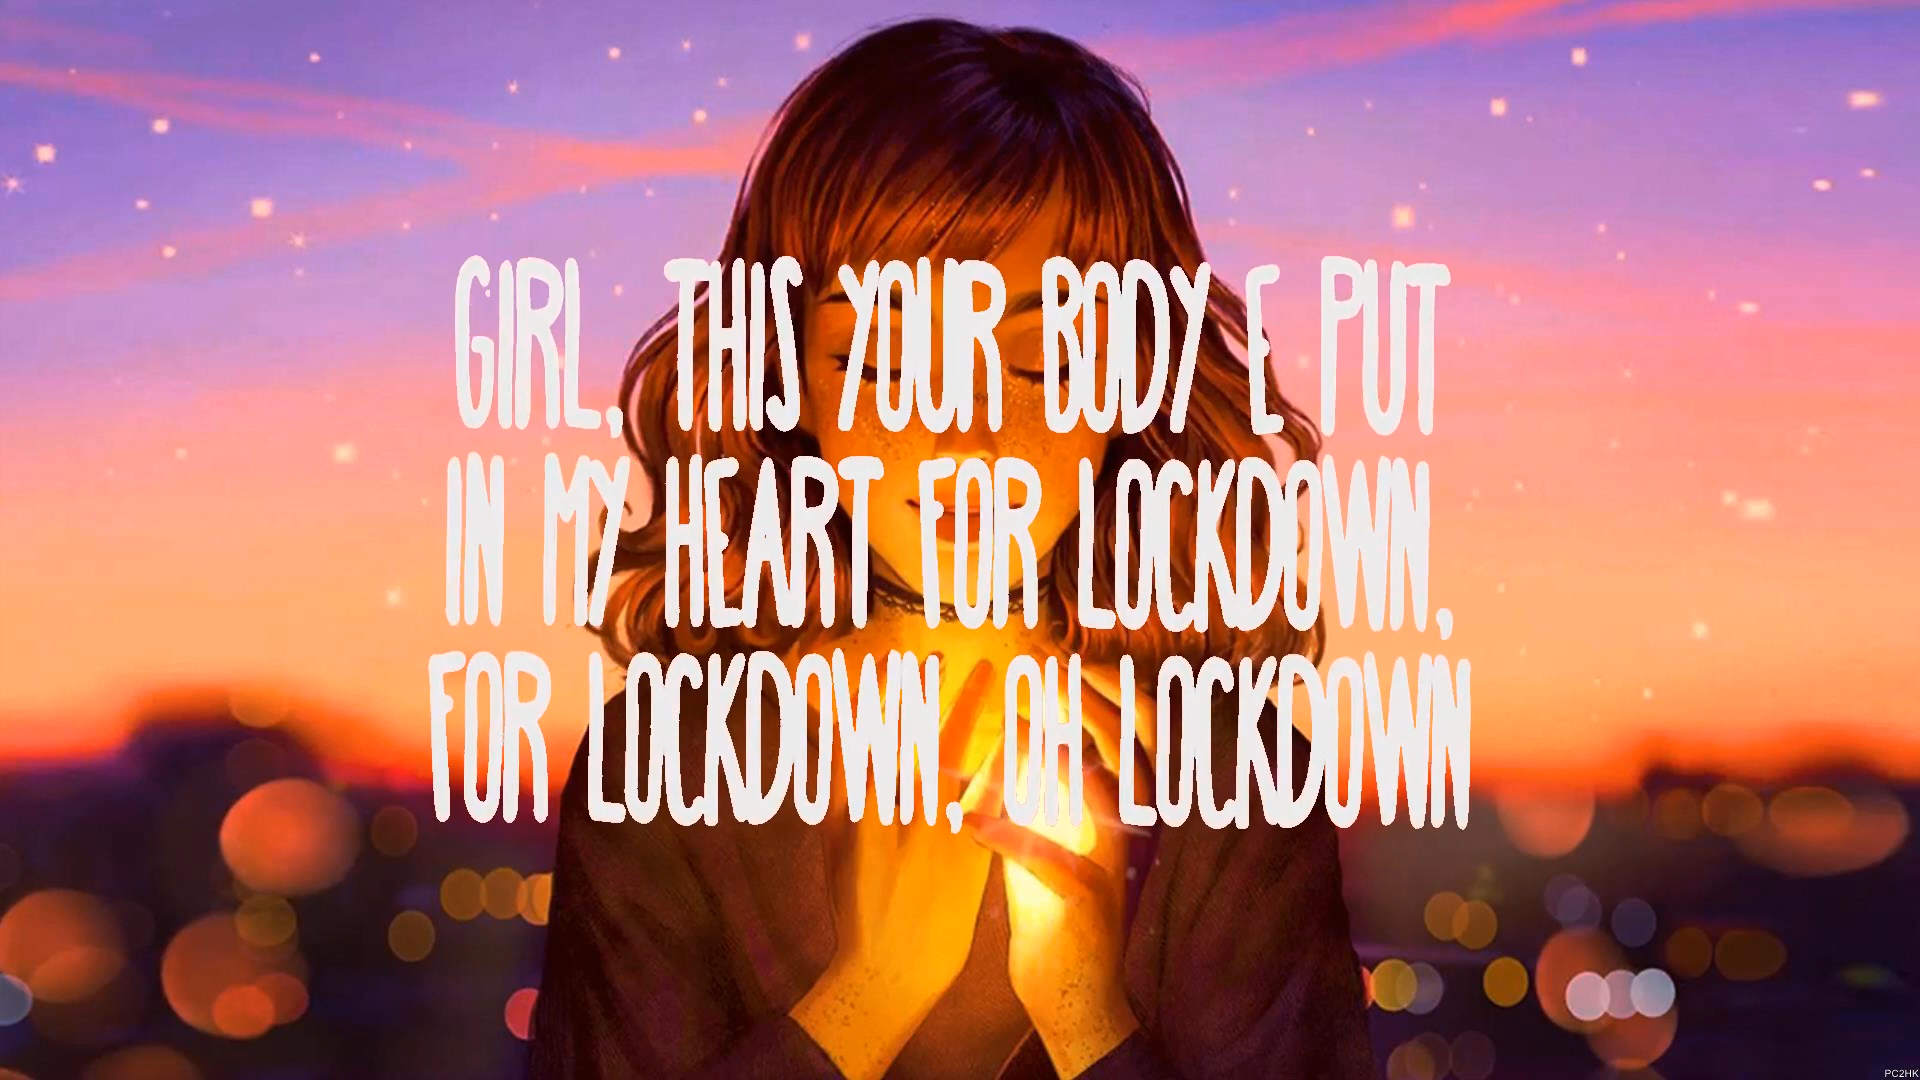 GIRL, THIS YOUR BODY E PUT
IN MY HEART FOR LOCKDOWN,
FOR LOCKDOWN, OH LOCKDOWN
PC2HK